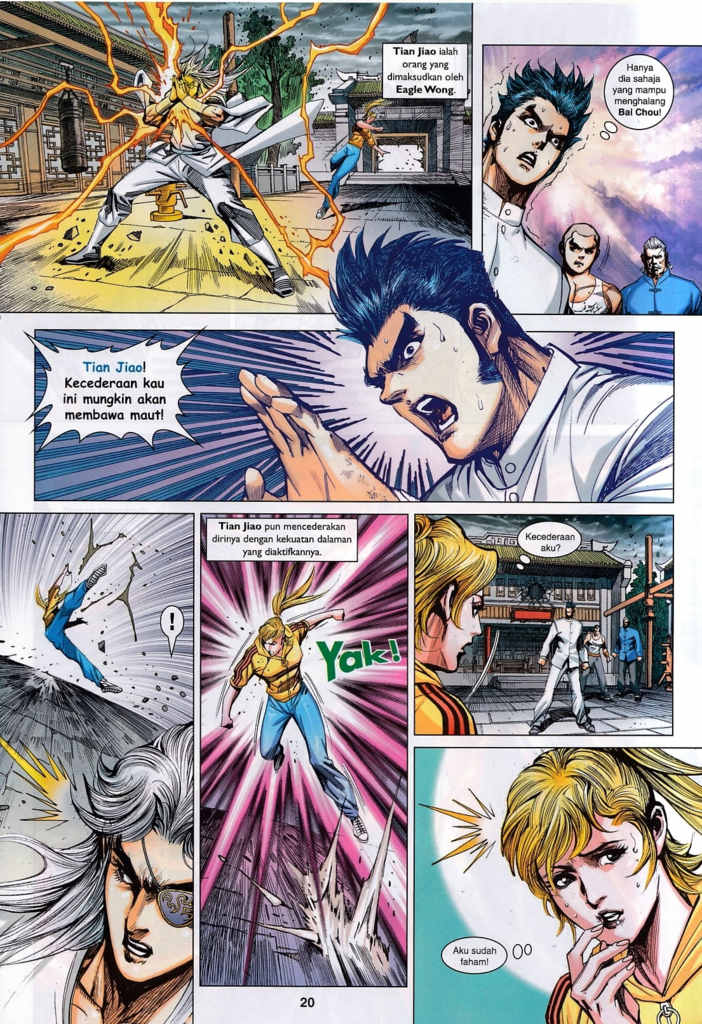 Tian Jiao ialah
orang yang
dimaksudkan oleh
Eagle Wong.
Hanya
dia sahaja
yang mampu
menghalang
Bai Chou!
Tian Jiao!
Kecederaan kau
ini mungkin akan
membawa maut!
!
Tian Jiao pun mencederakan
dirinya dengan kekuatan dalaman
yang diaktifkannya.
Yak!
Kecederaan
aku?
Aku sudah
faham!
20